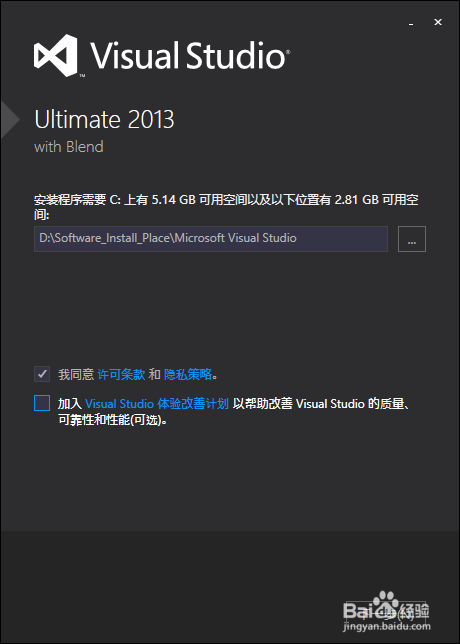 Visual Studio®
™
Ultimate 2013
with Blend
安装程序需要 C: 上有 5.14 GB 可用空间以及以下位置有 2.81 GB 可用空
间:
D:\Software_Install_Place\Microsoft Visual Studio
...
我同意 许可条款 和 隐私策略。
加入 Visual Studio 体验改善计划 以帮助改善 Visual Studio 的质量、
可靠性和性能(可选)。
Baidu 经验
jingyan.baidu.com